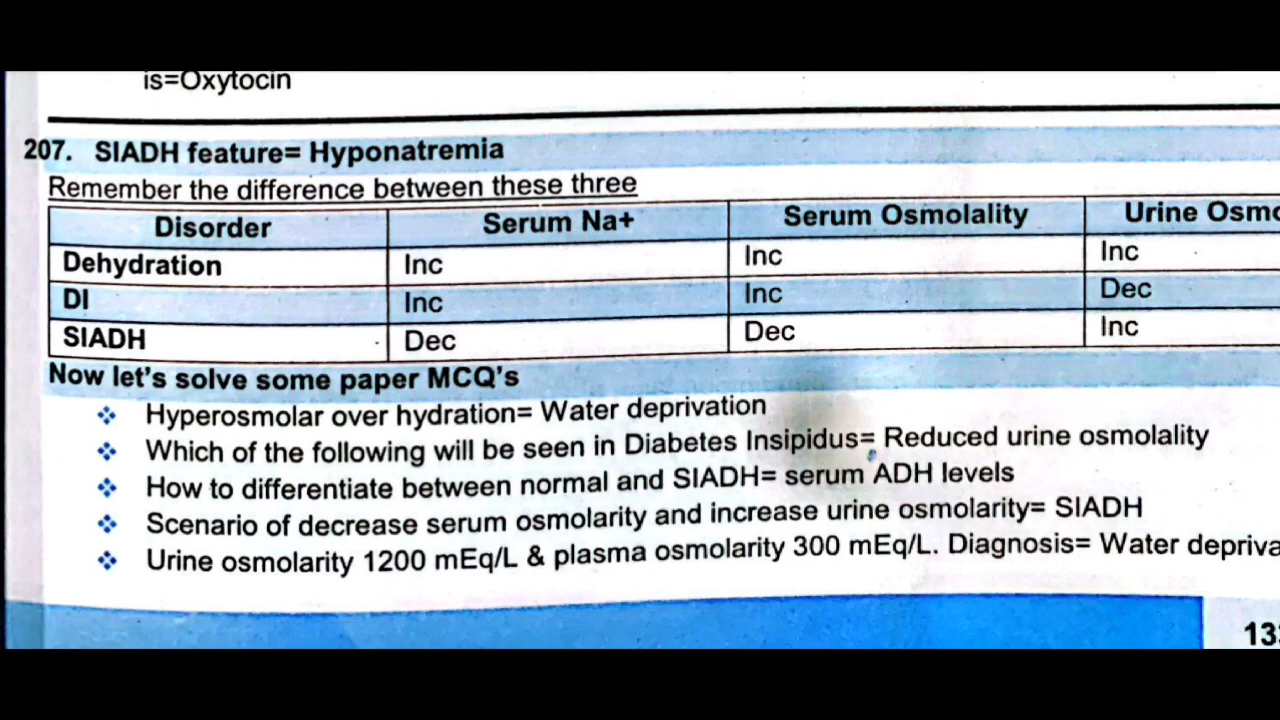 is=Oxytocin
207. SIADH feature= Hyponatremia
Remember the difference between these three
Disorder Serum Na+ Serum Osmolality Urine Osmo
Dehydration Inc Inc Inc
DI Inc Inc Dec
SIADH Dec Dec Inc
Now let's solve some paper MCQ's
❖ Hyperosmolar over hydration= Water deprivation
❖ Which of the following will be seen in Diabetes Insipidus= Reduced urine osmolality
❖ How to differentiate between normal and SIADH= serum ADH levels
❖ Scenario of decrease serum osmolarity and increase urine osmolarity= SIADH
❖ Urine osmolarity 1200 mEq/L & plasma osmolarity 300 mEq/L. Diagnosis= Water depriva